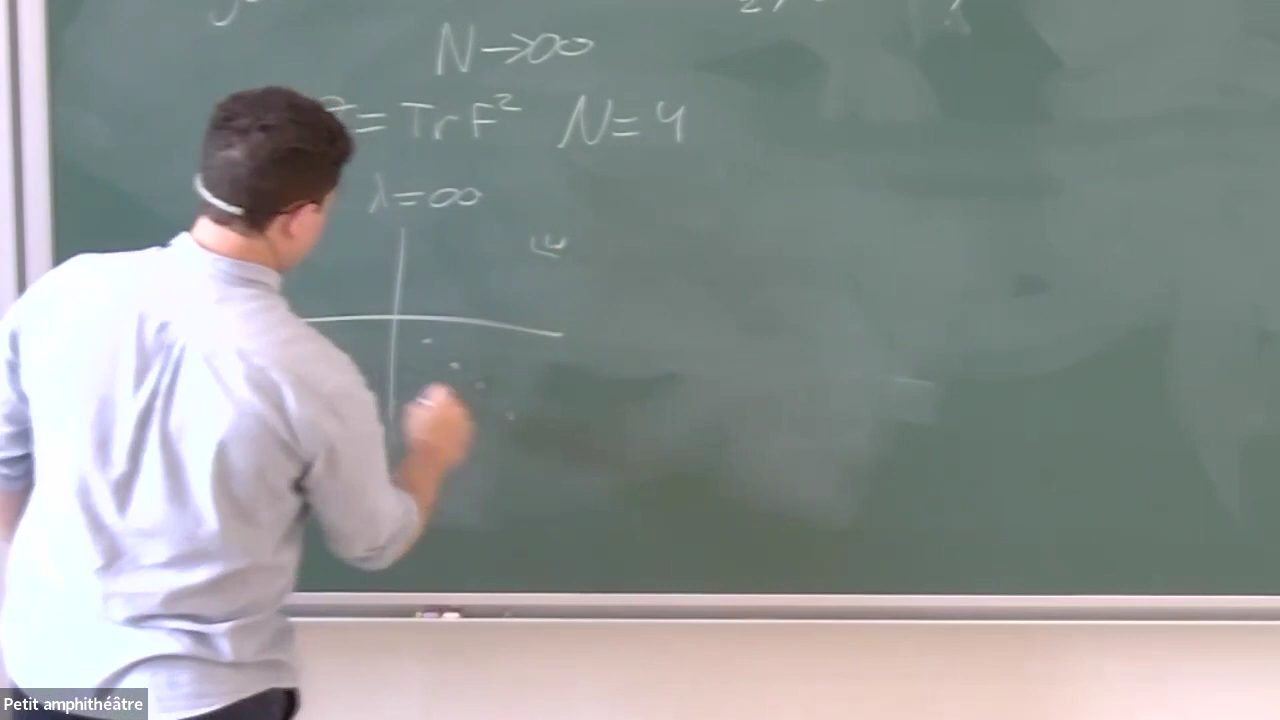 N→∞
= Tr F² N=4
λ=∞
ω
Petit amphithéâtre